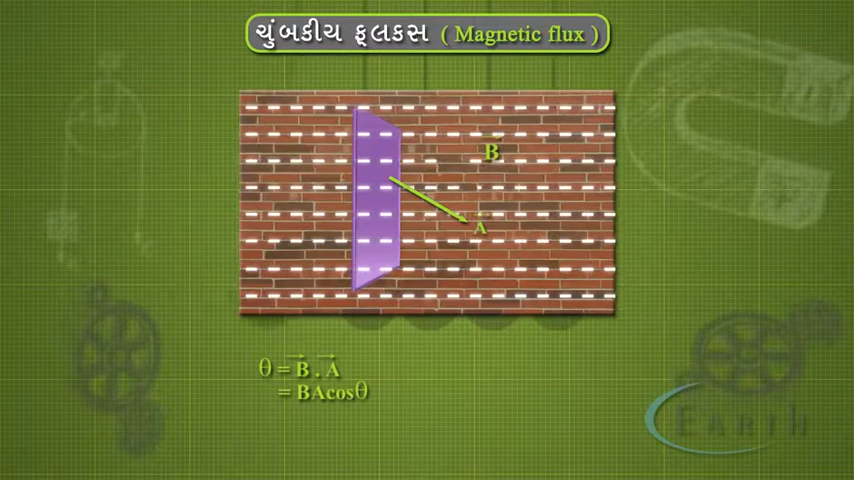 ચુંબકીય ફ્લક્સ ( Magnetic flux )
B
A
θ = B . A
= BAcosθ
EARTH